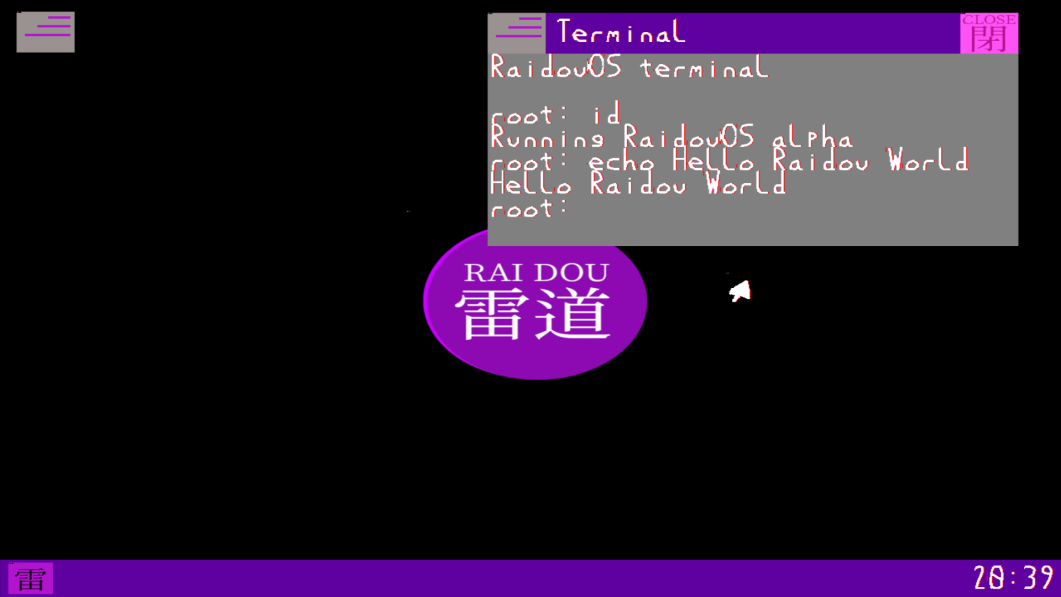 Terminal
CLOSE
閉
RaidouOS terminal
root: id
Running RaidouOS alpha
root: echo Hello Raidou World
Hello Raidou World
root:
RAI DOU
雷道
雷
20:39